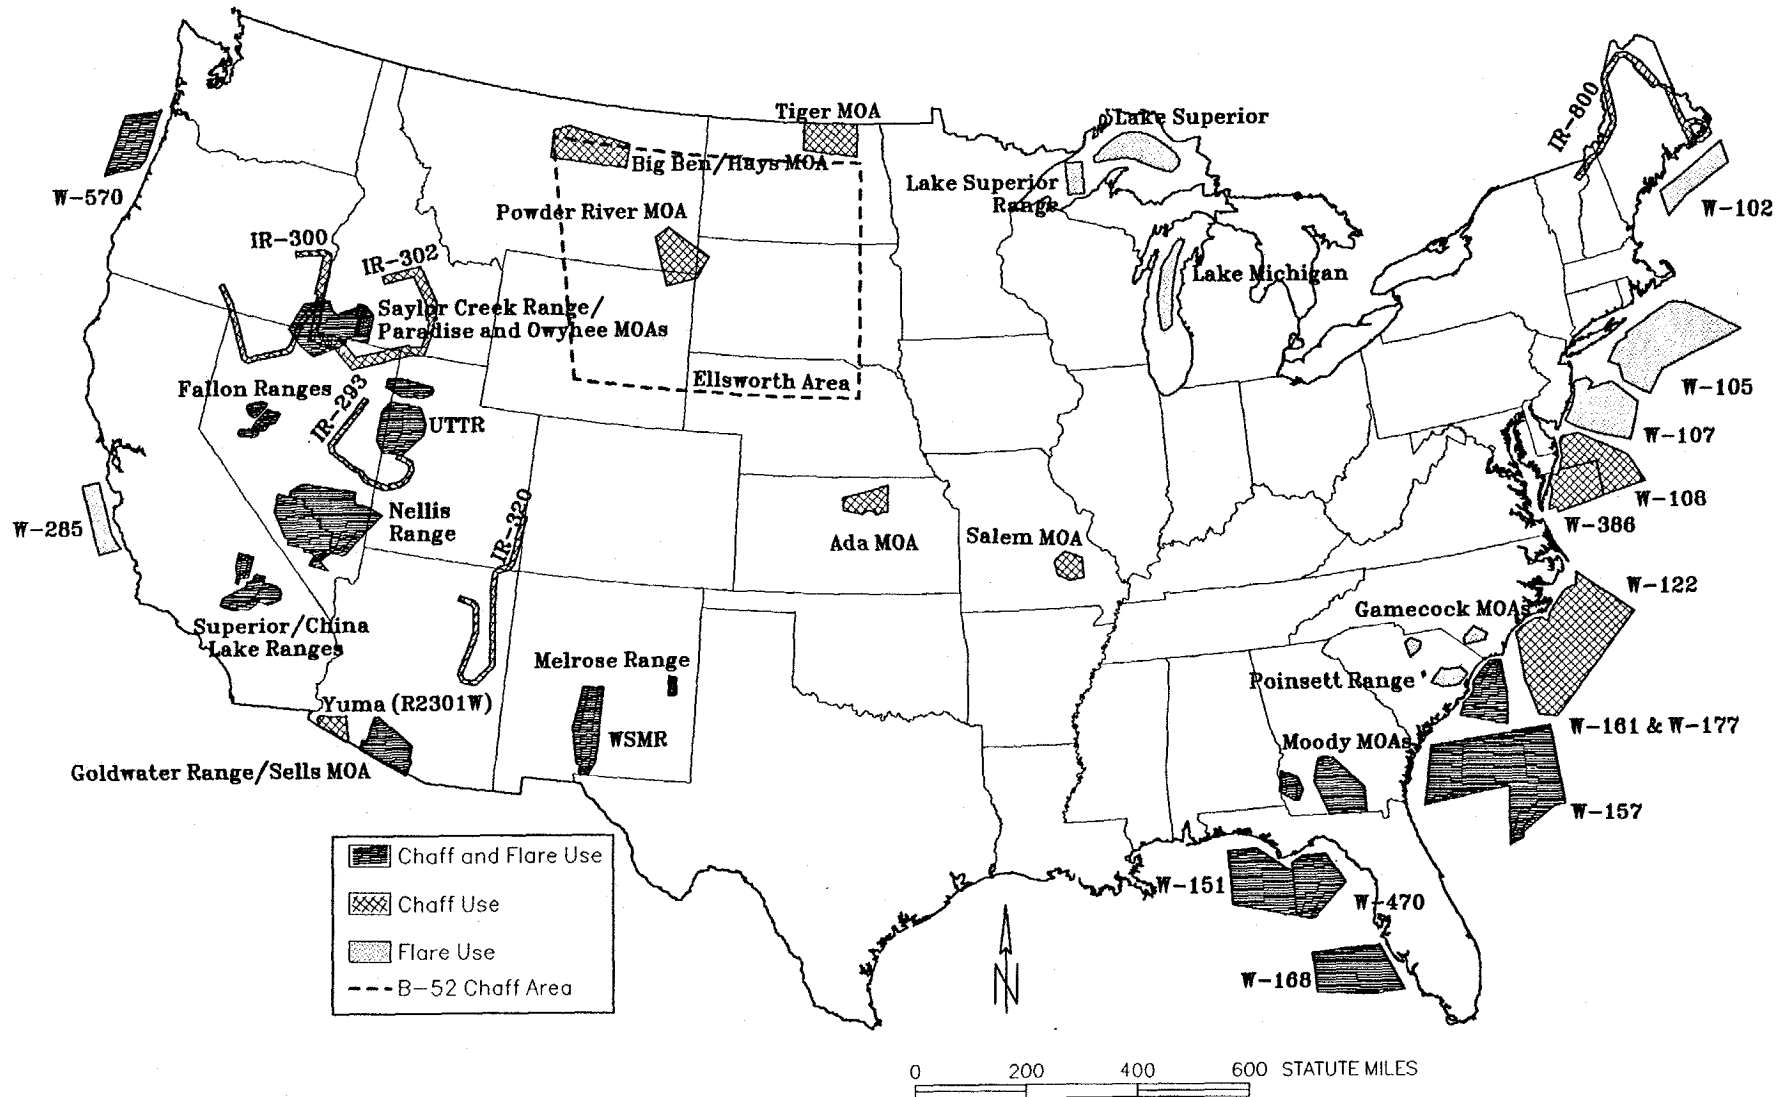 Tiger MOA
Lake Superior
IR-800
Big Ben/Hays MOA
Lake Superior
Range
W-570
Powder River MOA
W-102
IR-300
IR-302
Lake Michigan
Saylor Creek Range/
Paradise and Owyhee MOAs
Fallon Ranges
IR-293
Ellsworth Area
W-105
UTTR
W-107
W-285
Nellis
Range
IR-320
Ada MOA
Salem MOA
W-108
W-386
W-122
Superior/China
Lake Ranges
Gamecock MOAs
Melrose Range
Poinsett Range
Yuma (R2301W)
WSMR
Moody MOAs
W-161 & W-177
Goldwater Range/Sells MOA
W-157
Chaff and Flare Use
Chaff Use
Flare Use
B-52 Chaff Area
W-151
W-470
W-168
N
0 200 400 600 STATUTE MILES